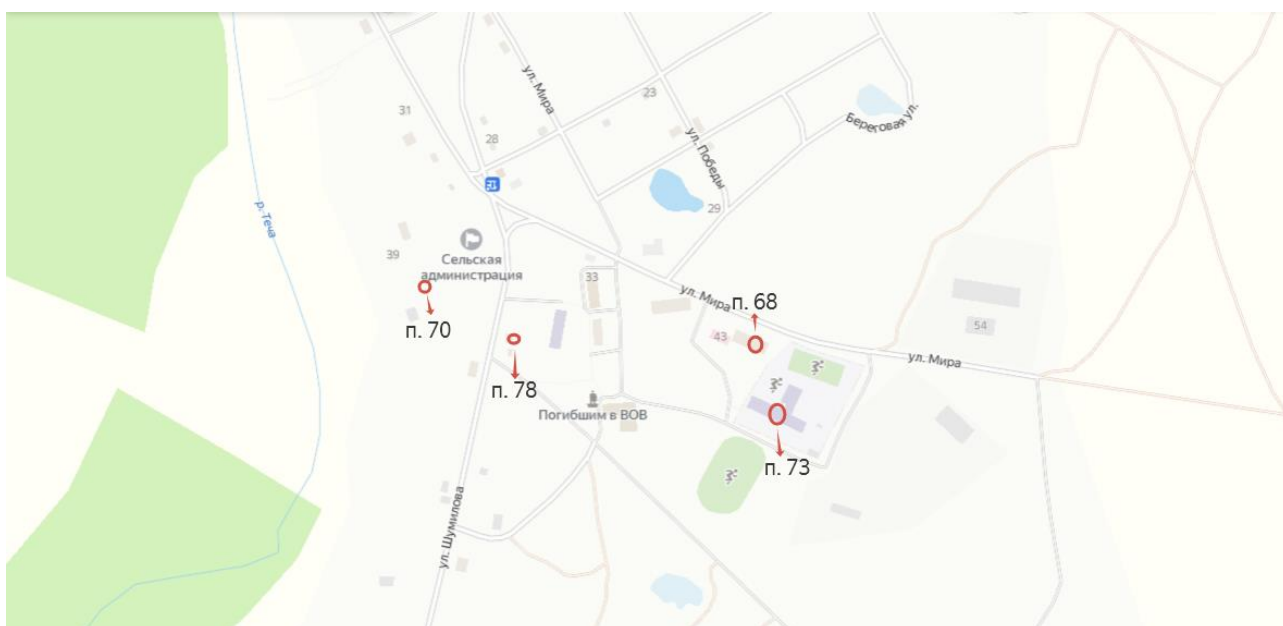 ул. Мира
23
31
Береговая ул.
28
ул. Победы
р. Теча
29
39
Сельская
администрация
33
ул. Мира
п. 68
п. 70
54
43
ул. Мира
п. 78
Погибшим в ВОВ
п. 73
ул. Шумилова